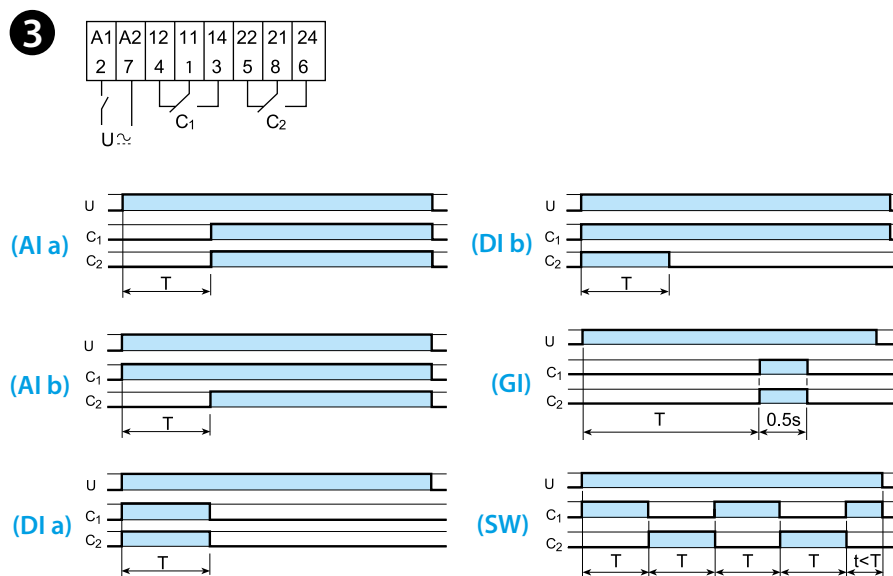 3
A1 A2 12 11 14 22 21 24
2 7 4 1 3 5 8 6
C1 C2
U
(AI a)
U
C1
C2
T
(AI b)
U
C1
C2
T
(DI a)
U
C1
C2
T
(DI b)
U
C1
C2
T
(GI)
U
C1
C2
T 0.5s
(SW)
U
C1
C2
T T T T t<T